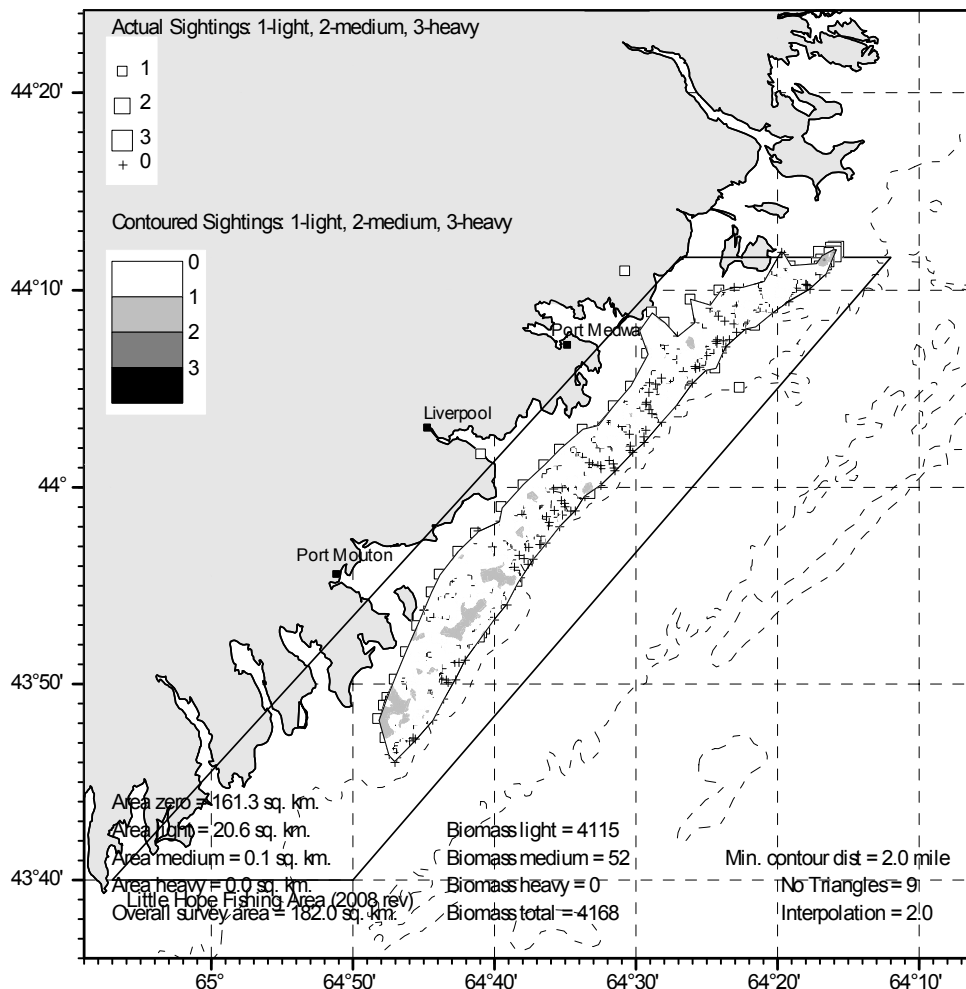 Actual Sightings: 1-light, 2-medium, 3-heavy
1
2
3
0
Contoured Sightings: 1-light, 2-medium, 3-heavy
0
1
2
3
44°20'
44°10'
44°
43°50'
43°40'
Port Medwa
Liverpool
Port Mouton
Area zero = 161.3 sq. km.
Area light = 20.6 sq. km.
Area medium = 0.1 sq. km.
Area heavy = 0.0 sq. km.
Little Hope Fishing Area (2008 rev)
Overall survey area = 182.0 sq. km.
Biomass light = 4115
Biomass medium = 52
Biomass heavy = 0
Biomass total = 4168
Min. contour dist = 2.0 mile
No Triangles = 9
Interpolation = 2.0
65°
64°50'
64°40'
64°30'
64°20'
64°10'